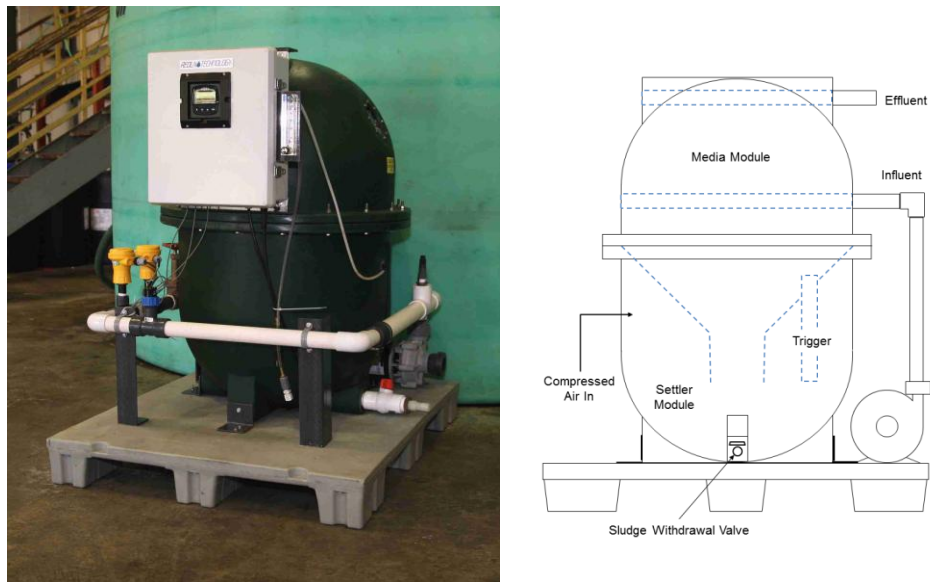 Effluent
Media Module
Influent
Trigger
Compressed
Air In
Settler
Module
Sludge Withdrawal Valve